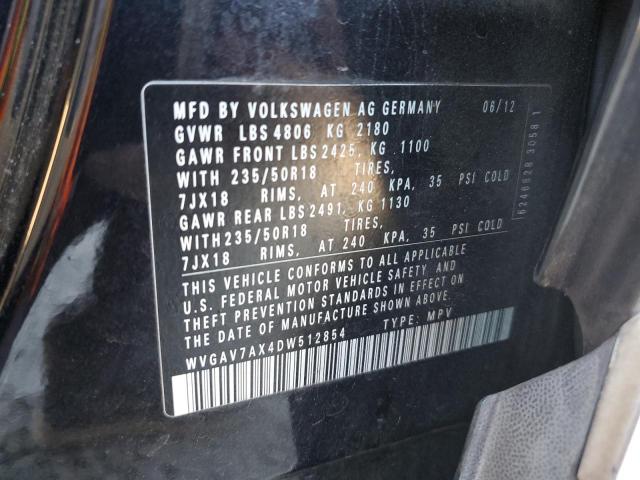 MFD BY VOLKSWAGEN AG GERMANY 06/12
GVWR LBS 4806 KG 2180
GAWR FRONT LBS 2425, KG 1100
WITH 235/50R18 TIRES,
7JX18 RIMS, AT 240 KPA, 35 PSI COLD
GAWR REAR LBS 2491, KG 1130
WITH 235/50R18 TIRES,
7JX18 RIMS, AT 240 KPA, 35 PSI COLD
THIS VEHICLE CONFORMS TO ALL APPLICABLE
U.S. FEDERAL MOTOR VEHICLE SAFETY AND
THEFT PREVENTION STANDARDS IN EFFECT ON
DATE OF MANUFACTURE SHOWN ABOVE.
WVGAV7AX4DW512854 TYPE: MPV
6246628 3058 1